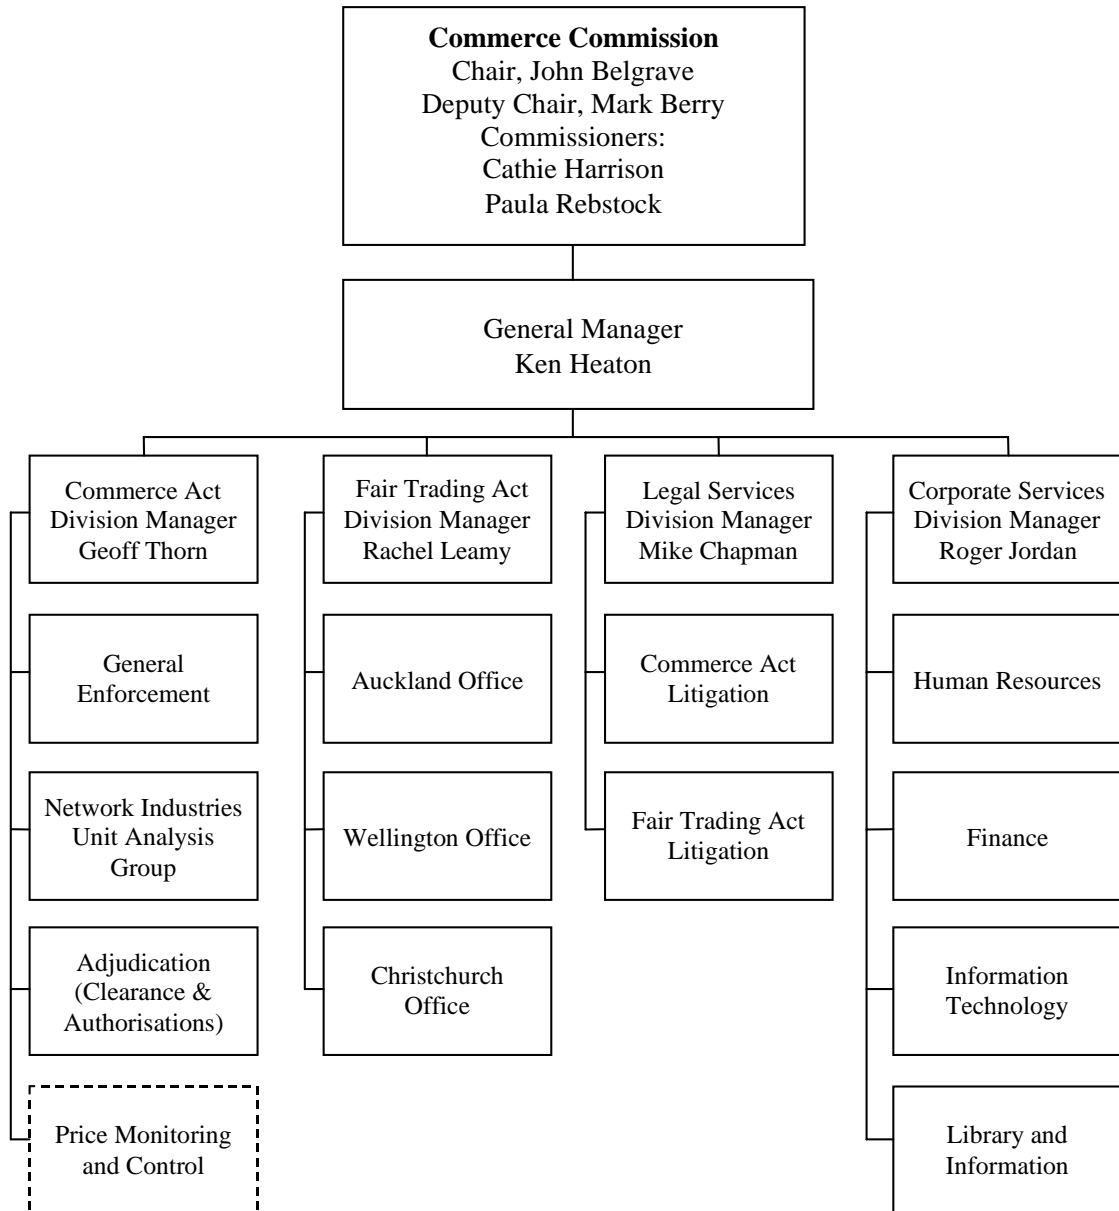 Commerce Commission
Chair, John Belgrave
Deputy Chair, Mark Berry
Commissioners:
Cathie Harrison
Paula Rebstock
General Manager
Ken Heaton
Commerce Act
Division Manager
Geoff Thorn
Fair Trading Act
Division Manager
Rachel Leamy
Legal Services
Division Manager
Mike Chapman
Corporate Services
Division Manager
Roger Jordan
General
Enforcement
Auckland Office
Commerce Act
Litigation
Human Resources
Network Industries
Unit Analysis
Group
Wellington Office
Fair Trading Act
Litigation
Finance
Adjudication
(Clearance &
Authorisations)
Christchurch
Office
Information
Technology
Price Monitoring
and Control
Library and
Information